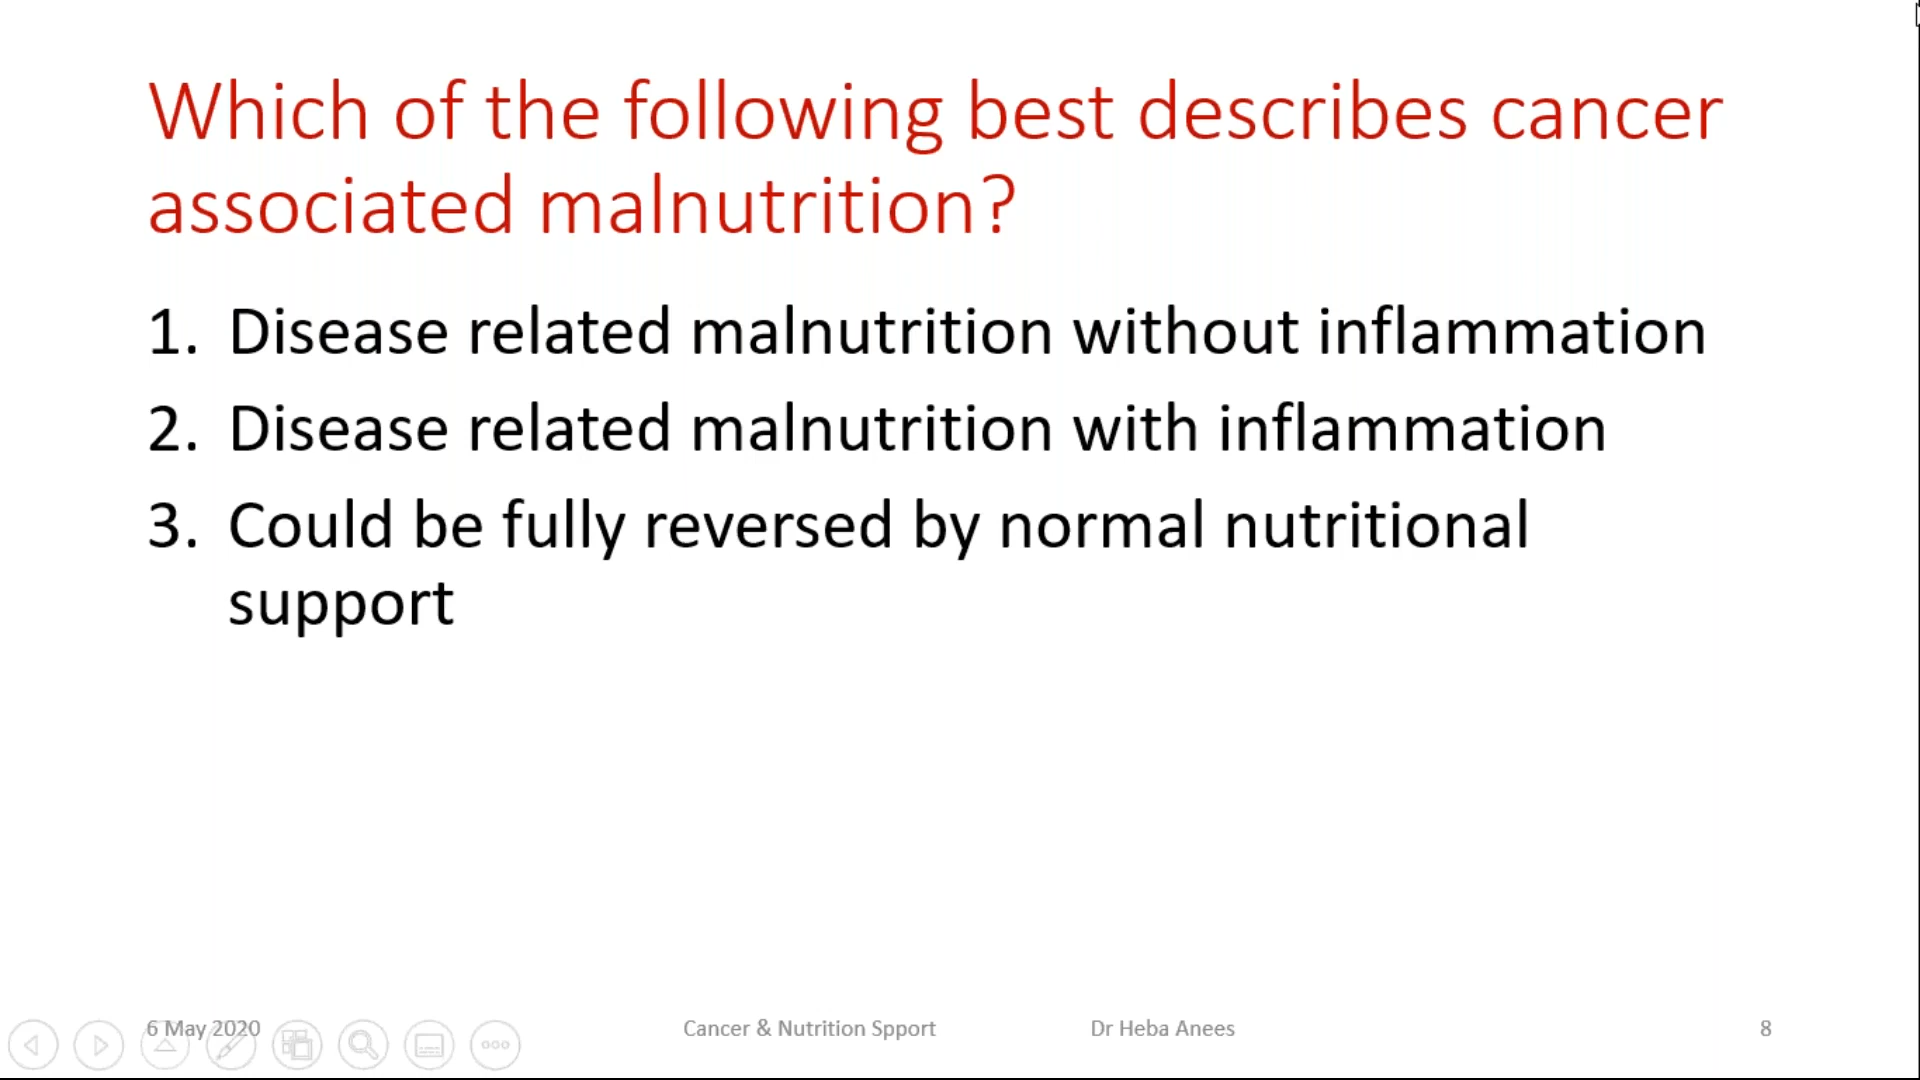 Which of the following best describes cancer
associated malnutrition?
1. Disease related malnutrition without inflammation
2. Disease related malnutrition with inflammation
3. Could be fully reversed by normal nutritional
support
6 May 2020
Cancer & Nutrition Spport
Dr Heba Anees
8